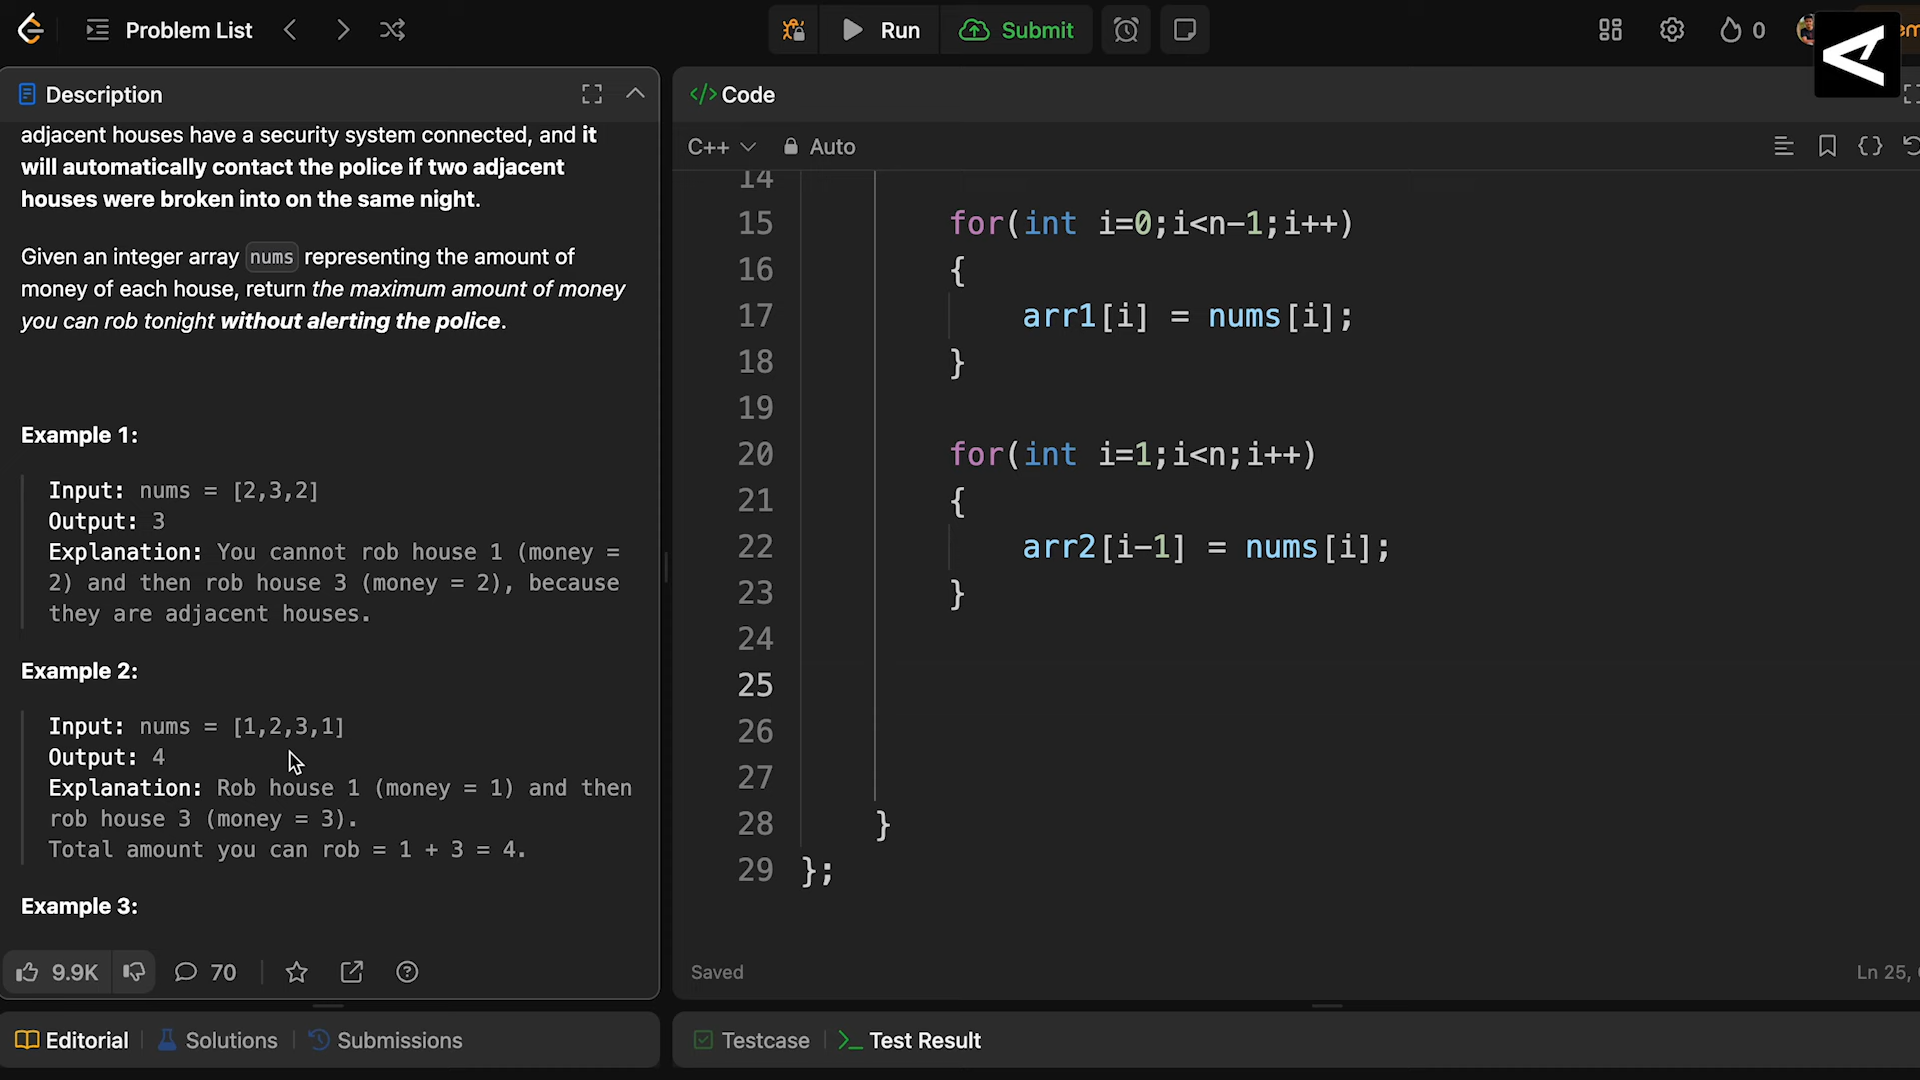 Problem List
Run
Submit
0
em
Description
adjacent houses have a security system connected, and it
will automatically contact the police if two adjacent
houses were broken into on the same night.
Given an integer array nums representing the amount of
money of each house, return the maximum amount of money
you can rob tonight without alerting the police.
Example 1:
Input: nums = [2,3,2]
Output: 3
Explanation: You cannot rob house 1 (money =
2) and then rob house 3 (money = 2), because
they are adjacent houses.
Example 2:
Input: nums = [1,2,3,1]
Output: 4
Explanation: Rob house 1 (money = 1) and then
rob house 3 (money = 3).
Total amount you can rob = 1 + 3 = 4.
Example 3:
9.9K
70
Editorial
Solutions
Submissions
</> Code
C++
Auto
14
15 for(int i=0;i<n-1;i++)
16 {
17 arr1[i] = nums[i];
18 }
19
20 for(int i=1;i<n;i++)
21 {
22 arr2[i-1] = nums[i];
23 }
24
25
26
27
28 }
29 };
Saved
Ln 25,
Testcase
Test Result